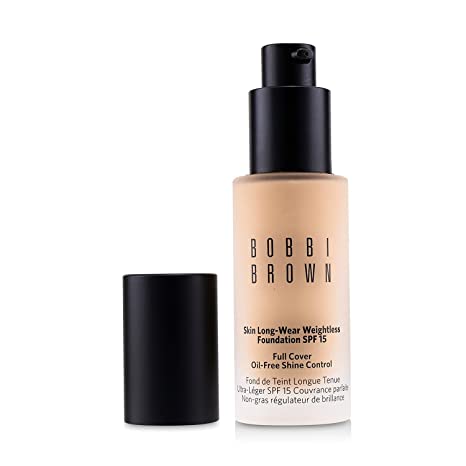 BOBBI
BROWN
Skin Long-Wear Weightless
Foundation SPF 15
Full Cover
Oil-Free Shine Control
Fond de Teint Longue Tenue
Ultra-Léger SPF 15 Couvrance parfaite
Non-gras régulateur de brillance